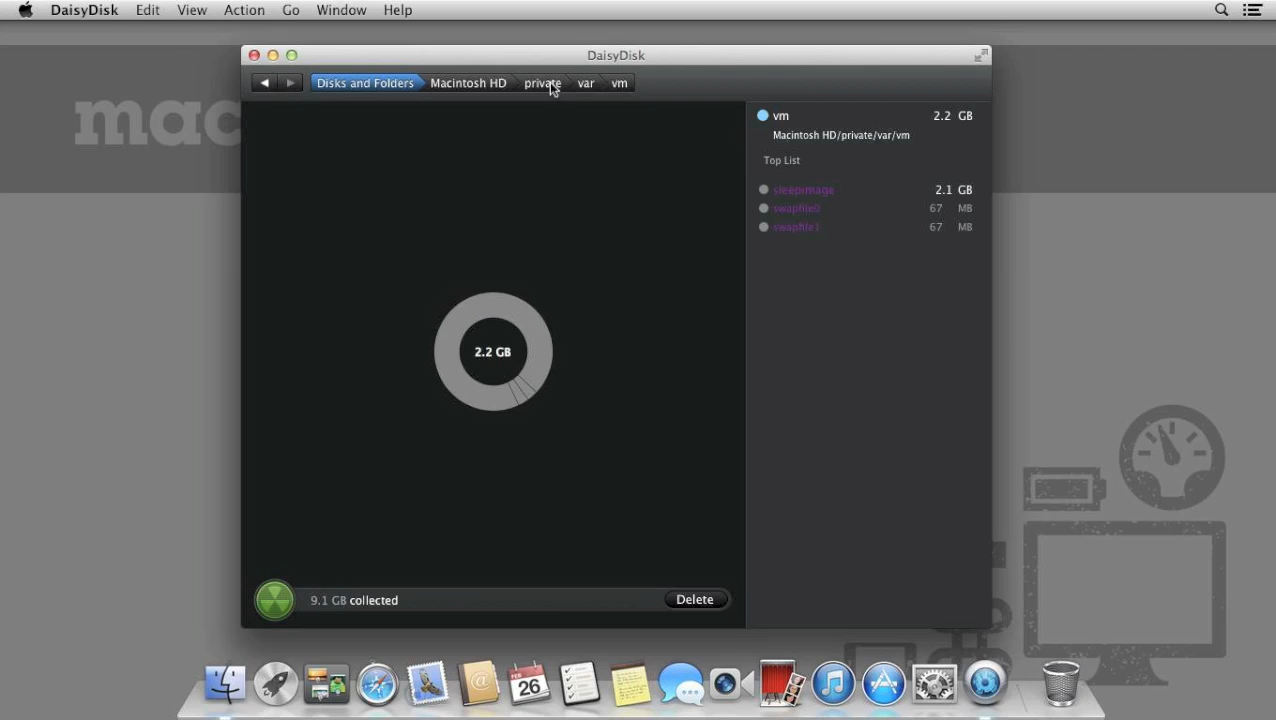 DaisyDisk Edit View Action Go Window Help
DaisyDisk
Disks and Folders Macintosh HD private var vm
mac
vm 2.2 GB
Macintosh HD/private/var/vm
Top List
sleepimage 2.1 GB
swapfile0 67 MB
swapfile1 67 MB
2.2 GB
9.1 GB collected Delete
FEB
26